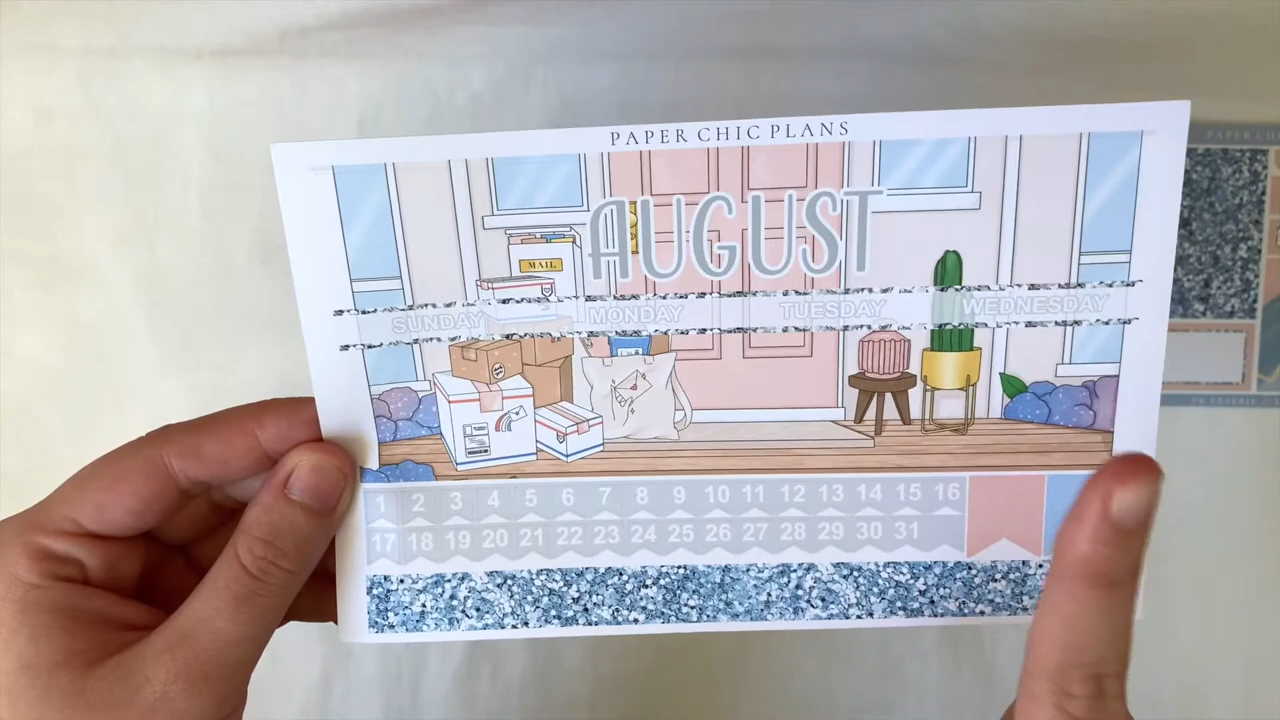 PAPER CHIC PLANS
AUGUST
MAIL
SUNDAY MONDAY TUESDAY WEDNESDAY
1 2 3 4 5 6 7 8 9 10 11 12 13 14 15 16
17 18 19 20 21 22 23 24 25 26 27 28 29 30 31
PAPER